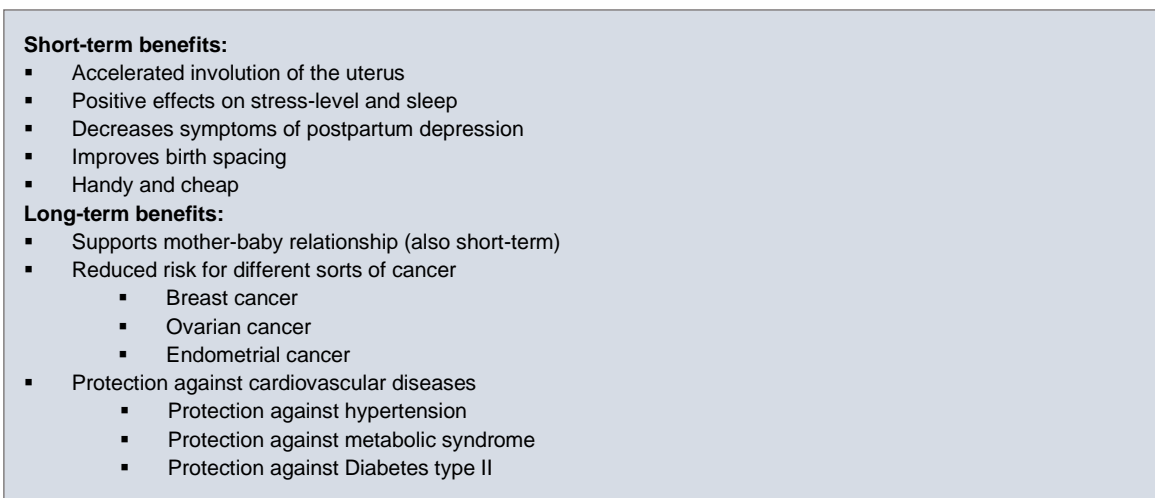 Short-term benefits:
▪ Accelerated involution of the uterus
▪ Positive effects on stress-level and sleep
▪ Decreases symptoms of postpartum depression
▪ Improves birth spacing
▪ Handy and cheap
Long-term benefits:
▪ Supports mother-baby relationship (also short-term)
▪ Reduced risk for different sorts of cancer
▪ Breast cancer
▪ Ovarian cancer
▪ Endometrial cancer
▪ Protection against cardiovascular diseases
▪ Protection against hypertension
▪ Protection against metabolic syndrome
▪ Protection against Diabetes type II